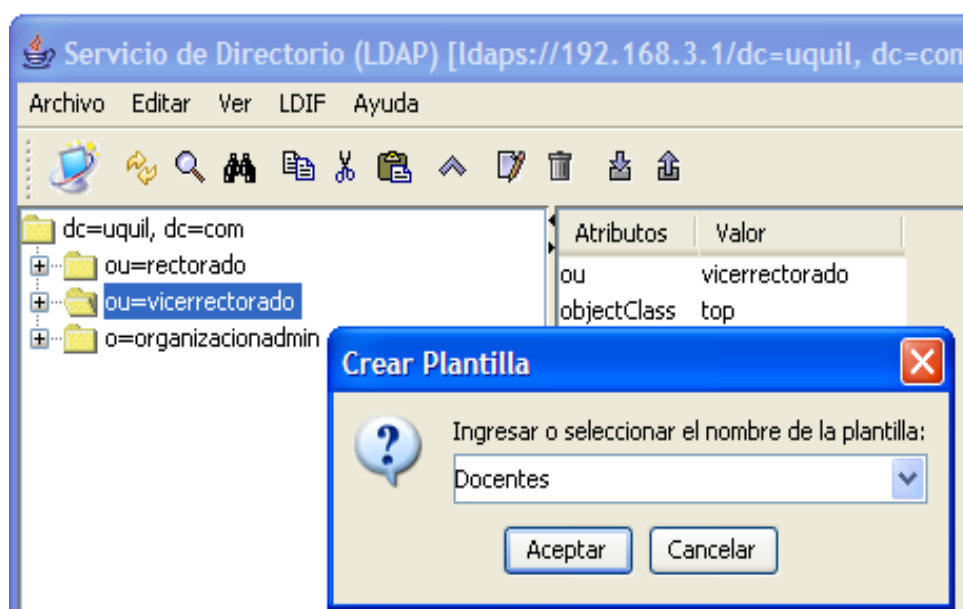 Servicio de Directorio (LDAP) [ldaps://192.168.3.1/dc=uquil, dc=com
Archivo Editar Ver LDIF Ayuda
dc=uquil, dc=com
ou=rectorado
ou=vicerrectorado
o=organizacionadmin
Atributos Valor
ou vicerrectorado
objectClass top
Crear Plantilla
Ingresar o seleccionar el nombre de la plantilla:
Docentes
Aceptar Cancelar